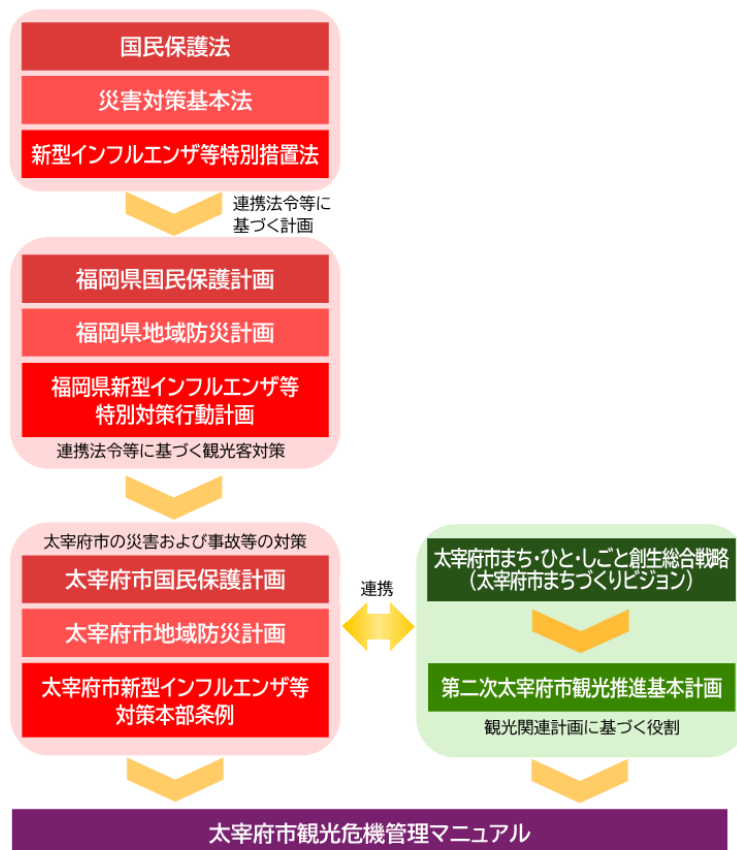 国民保護法
災害対策基本法
新型インフルエンザ等特別措置法
連携法令等に
基づく計画
福岡県国民保護計画
福岡県地域防災計画
福岡県新型インフルエンザ等
特別対策行動計画
連携法令等に基づく観光客対策
太宰府市の災害および事故等の対策
太宰府市国民保護計画
太宰府市地域防災計画
太宰府市新型インフルエンザ等
対策本部条例
連携
太宰府市まち・ひと・しごと創生総合戦略
（太宰府市まちづくりビジョン）
第二次太宰府市観光推進基本計画
観光関連計画に基づく役割
太宰府市観光危機管理マニュアル